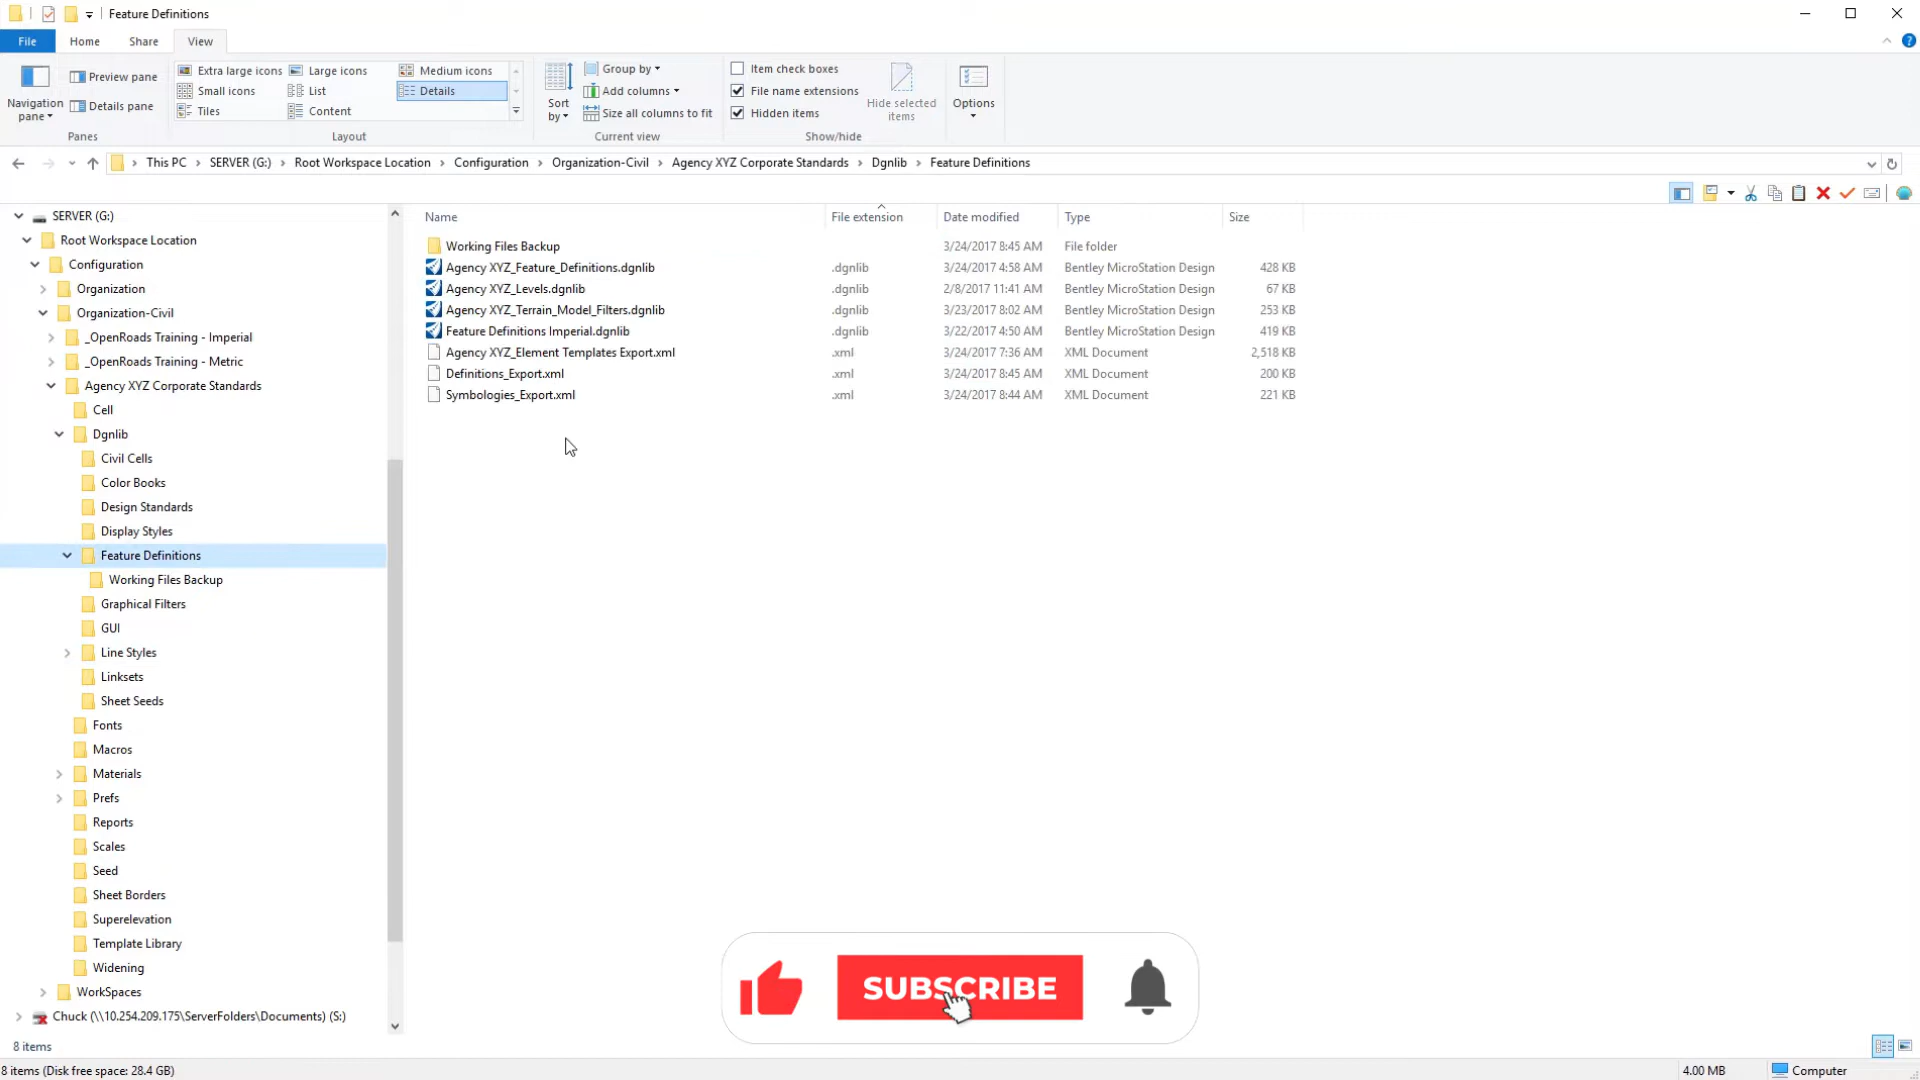 Feature Definitions
File Home Share View
Navigation pane
Preview pane
Details pane
Panes
Extra large icons Large icons Medium icons
Small icons List Details
Tiles Content
Layout
Sort by
Group by
Add columns
Size all columns to fit
Current view
Item check boxes
File name extensions
Hidden items
Hide selected items
Show/hide
Options
This PC > SERVER (G:) > Root Workspace Location > Configuration > Organization-Civil > Agency XYZ Corporate Standards > Dgnlib > Feature Definitions
SERVER (G:)
Root Workspace Location
Configuration
Organization
Organization-Civil
_OpenRoads Training - Imperial
_OpenRoads Training - Metric
Agency XYZ Corporate Standards
Cell
Dgnlib
Civil Cells
Color Books
Design Standards
Display Styles
Feature Definitions
Working Files Backup
Graphical Filters
GUI
Line Styles
Linksets
Sheet Seeds
Fonts
Macros
Materials
Prefs
Reports
Scales
Seed
Sheet Borders
Superelevation
Template Library
Widening
WorkSpaces
Chuck (\\10.254.209.175\ServerFolders\Documents) (S:)
Name File extension Date modified Type Size
Working Files Backup 3/24/2017 8:45 AM File folder
Agency XYZ_Feature_Definitions.dgnlib .dgnlib 3/24/2017 4:58 AM Bentley MicroStation Design 428 KB
Agency XYZ_Levels.dgnlib .dgnlib 2/8/2017 11:41 AM Bentley MicroStation Design 67 KB
Agency XYZ_Terrain_Model_Filters.dgnlib .dgnlib 3/23/2017 8:02 AM Bentley MicroStation Design 253 KB
Feature Definitions Imperial.dgnlib .dgnlib 3/22/2017 4:50 AM Bentley MicroStation Design 419 KB
Agency XYZ_Element Templates Export.xml .xml 3/24/2017 7:36 AM XML Document 2,518 KB
Definitions_Export.xml .xml 3/24/2017 8:45 AM XML Document 200 KB
Symbologies_Export.xml .xml 3/24/2017 8:44 AM XML Document 221 KB
SUBSCRIBE
8 items
8 items (Disk free space: 28.4 GB) 4.00 MB Computer